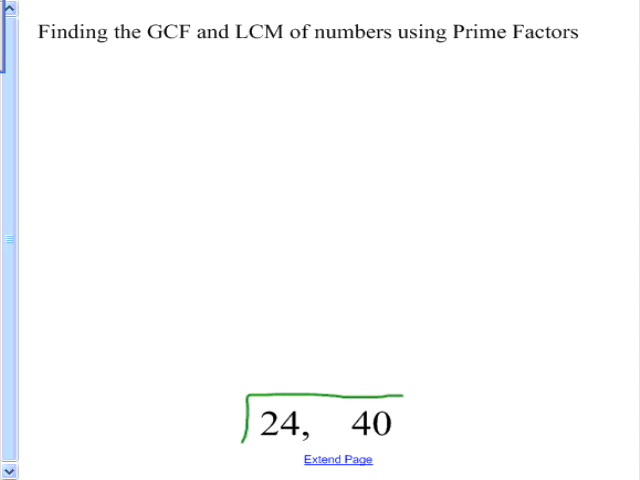 Finding the GCF and LCM of numbers using Prime Factors
24, 40
Extend Page